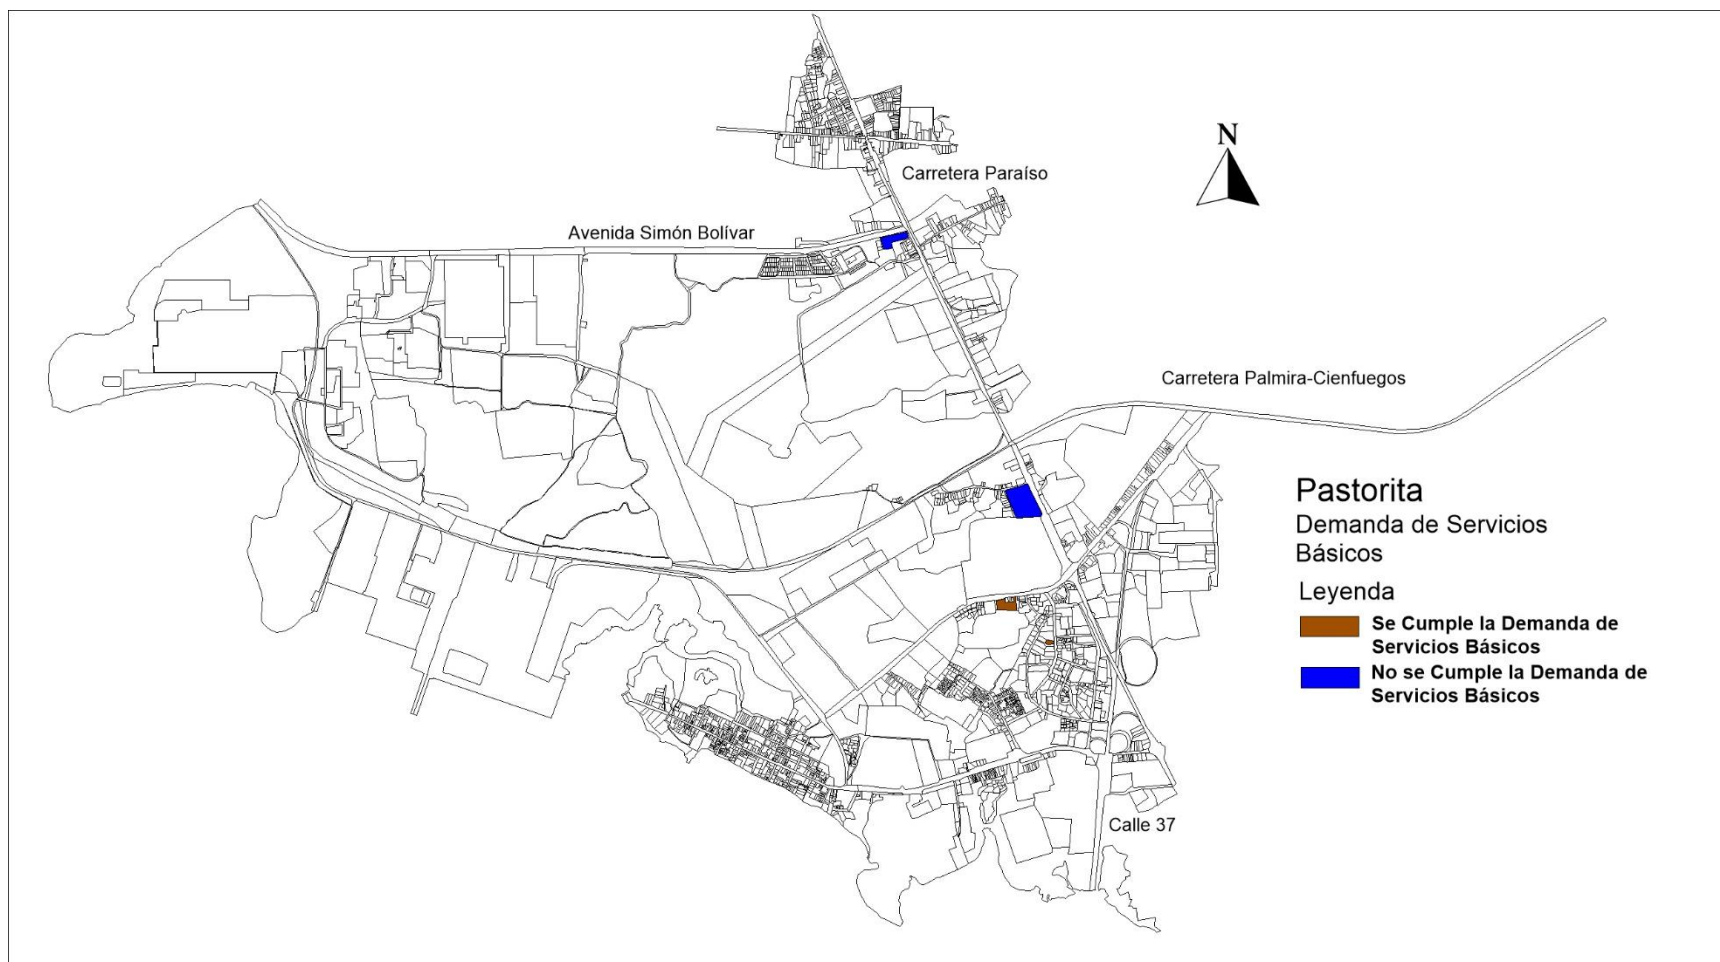 N
Carretera Paraíso
Avenida Simón Bolívar
Carretera Palmira-Cienfuegos
Pastorita
Demanda de Servicios
Básicos
Leyenda
Se Cumple la Demanda de
Servicios Básicos
No se Cumple la Demanda de
Servicios Básicos
Calle 37